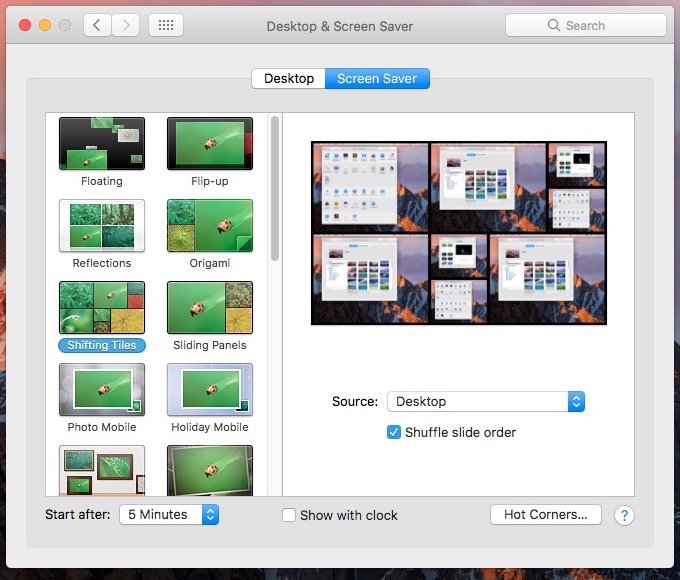 Desktop & Screen Saver
Search
Desktop
Screen Saver
Floating
Flip-up
Reflections
Origami
Shifting Tiles
Sliding Panels
Photo Mobile
Holiday Mobile
Source:
Desktop
Shuffle slide order
Start after:
5 Minutes
Show with clock
Hot Corners...
?